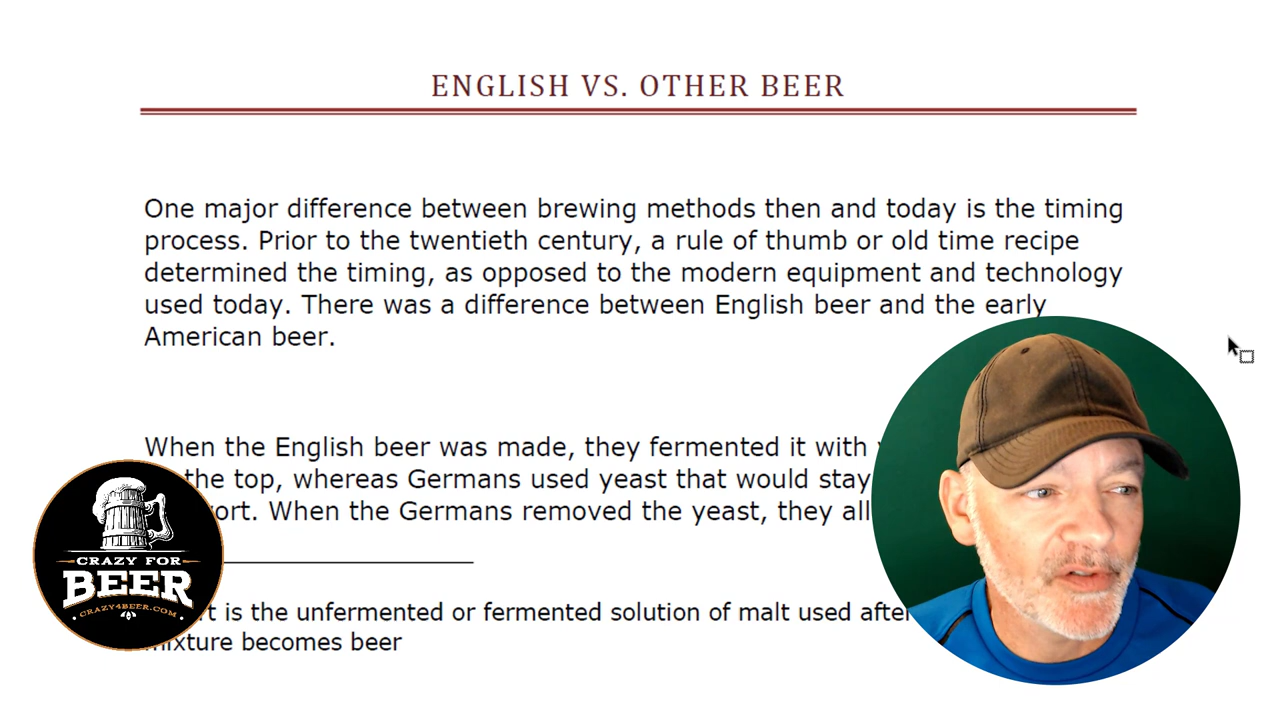 ENGLISH VS. OTHER BEER
One major difference between brewing methods then and today is the timing
process. Prior to the twentieth century, a rule of thumb or old time recipe
determined the timing, as opposed to the modern equipment and technology
used today. There was a difference between English beer and the early
American beer.
When the English beer was made, they fermented it with
the top, whereas Germans used yeast that would stay
When the Germans removed the yeast, they
is the unfermented or fermented solution of malt used after
mixture becomes beer
CRAZY FOR
BEER
CRAZY4BEER.COM